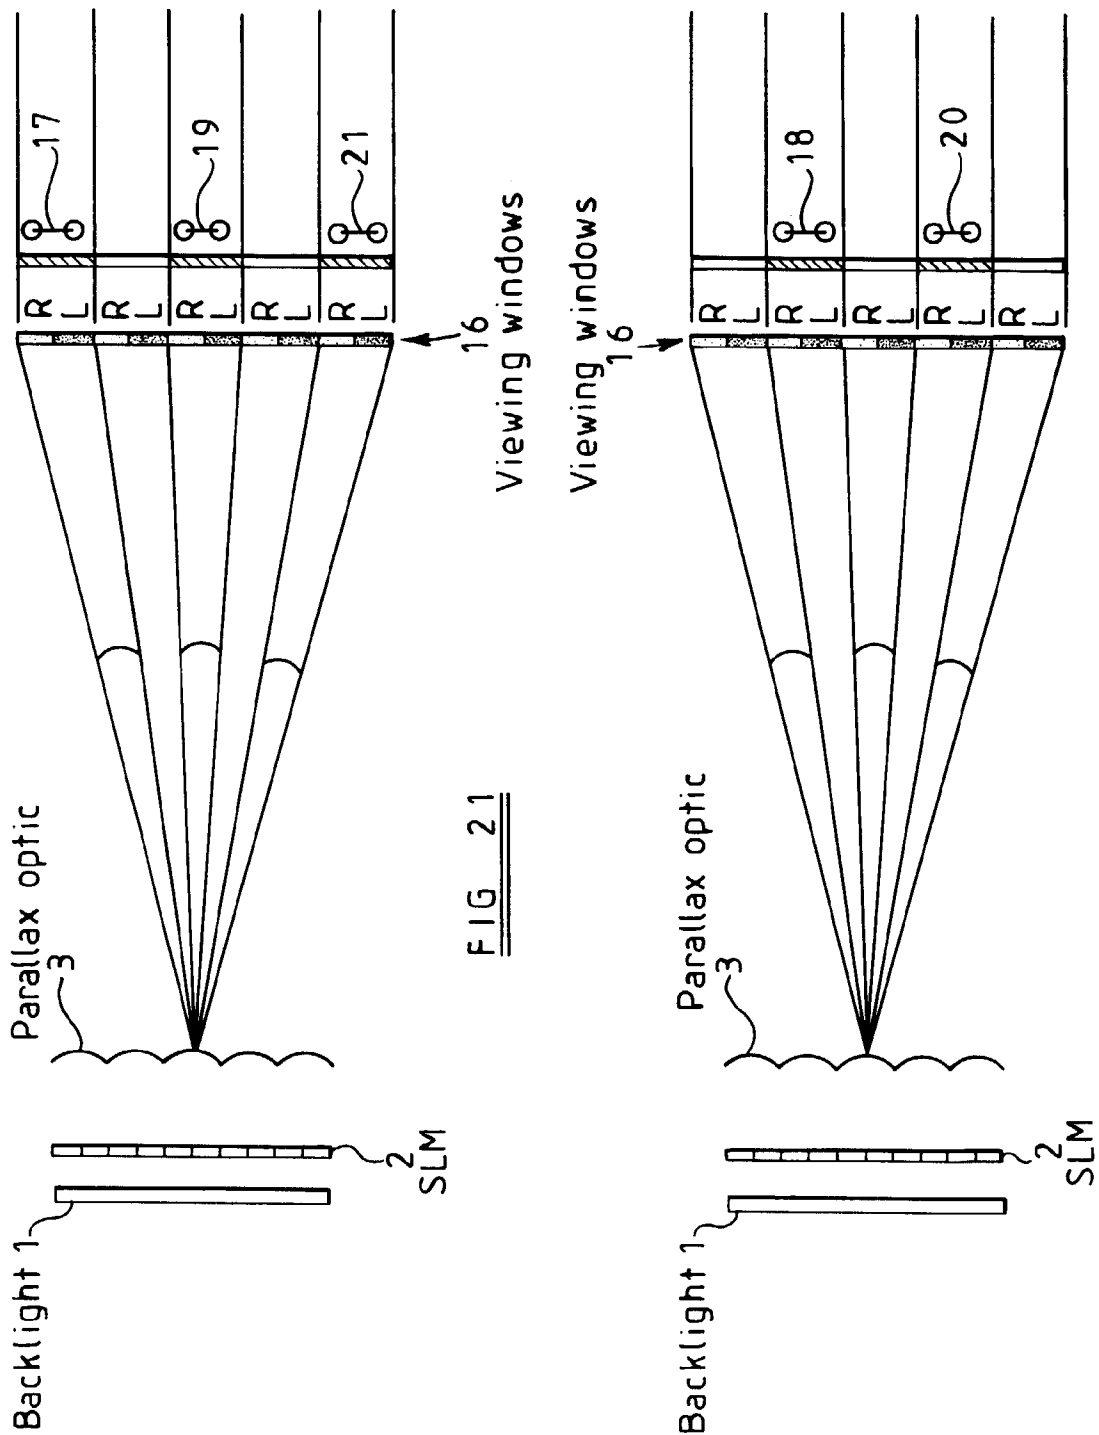 Backlight 1
2
SLM
Parallax optic
3
R
L
R
L
R
L
R
L
R
L
17
19
21
16
Viewing windows
FIG 21
Backlight 1
2
SLM
Parallax optic
3
Viewing windows
16
R
L
R
L
R
L
R
L
R
L
18
20